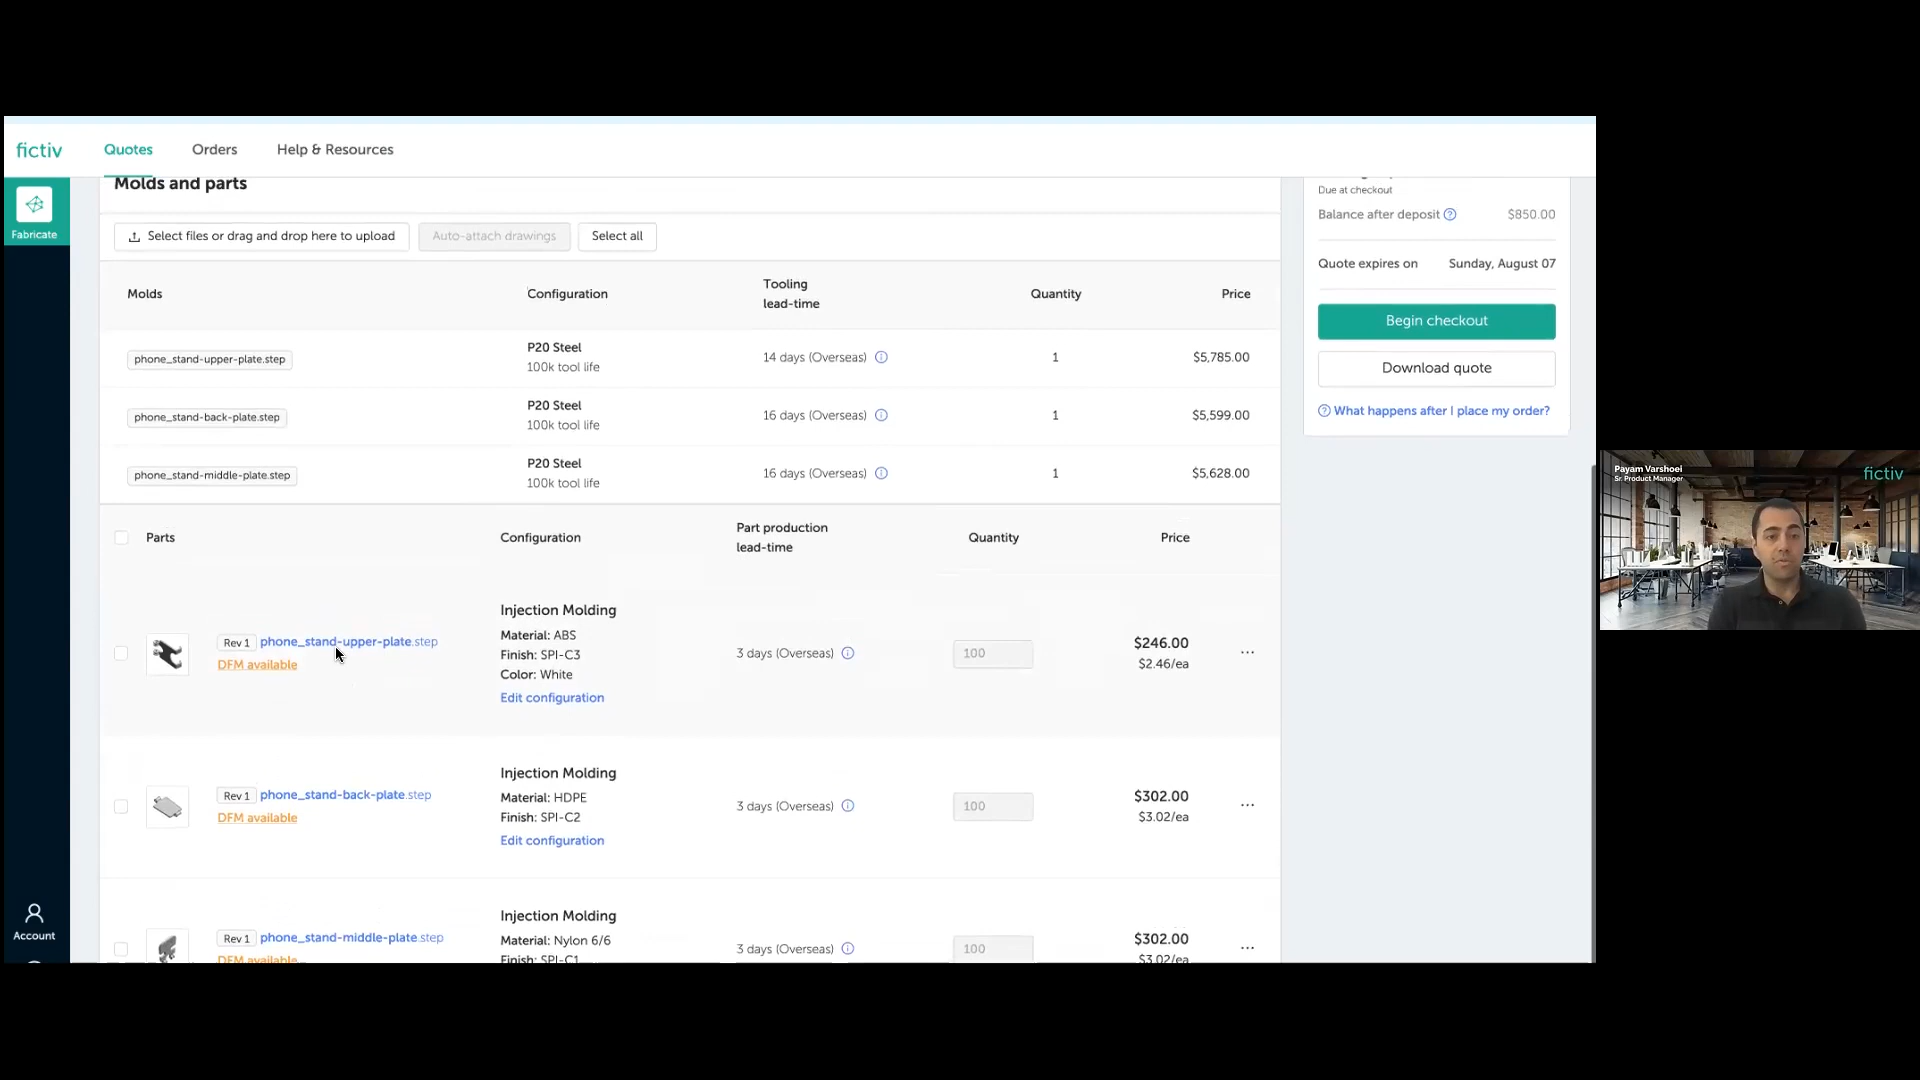 fictiv
Quotes
Orders
Help & Resources
Fabricate
Molds and parts
Select files or drag and drop here to upload
Auto-attach drawings
Select all
Molds
Configuration
Tooling
lead-time
Quantity
Price
phone_stand-upper-plate.step
P20 Steel
100k tool life
14 days (Overseas)
1
$5,785.00
phone_stand-back-plate.step
P20 Steel
100k tool life
16 days (Overseas)
1
$5,599.00
phone_stand-middle-plate.step
P20 Steel
100k tool life
16 days (Overseas)
1
$5,628.00
Parts
Configuration
Part production
lead-time
Quantity
Price
Rev 1 phone_stand-upper-plate.step
DFM available
Injection Molding
Material: ABS
Finish: SPI-C3
Color: White
Edit configuration
3 days (Overseas)
100
$246.00
$2.46/ea
Rev 1 phone_stand-back-plate.step
DFM available
Injection Molding
Material: HDPE
Finish: SPI-C2
Edit configuration
3 days (Overseas)
100
$302.00
$3.02/ea
Rev 1 phone_stand-middle-plate.step
DFM available
Injection Molding
Material: Nylon 6/6
Finish: SPI-C1
3 days (Overseas)
100
$302.00
$3.02/ea
Due at checkout
Balance after deposit
$850.00
Quote expires on
Sunday, August 07
Begin checkout
Download quote
What happens after I place my order?
Account
Payam Varshoei
Sr. Product Manager
fictiv